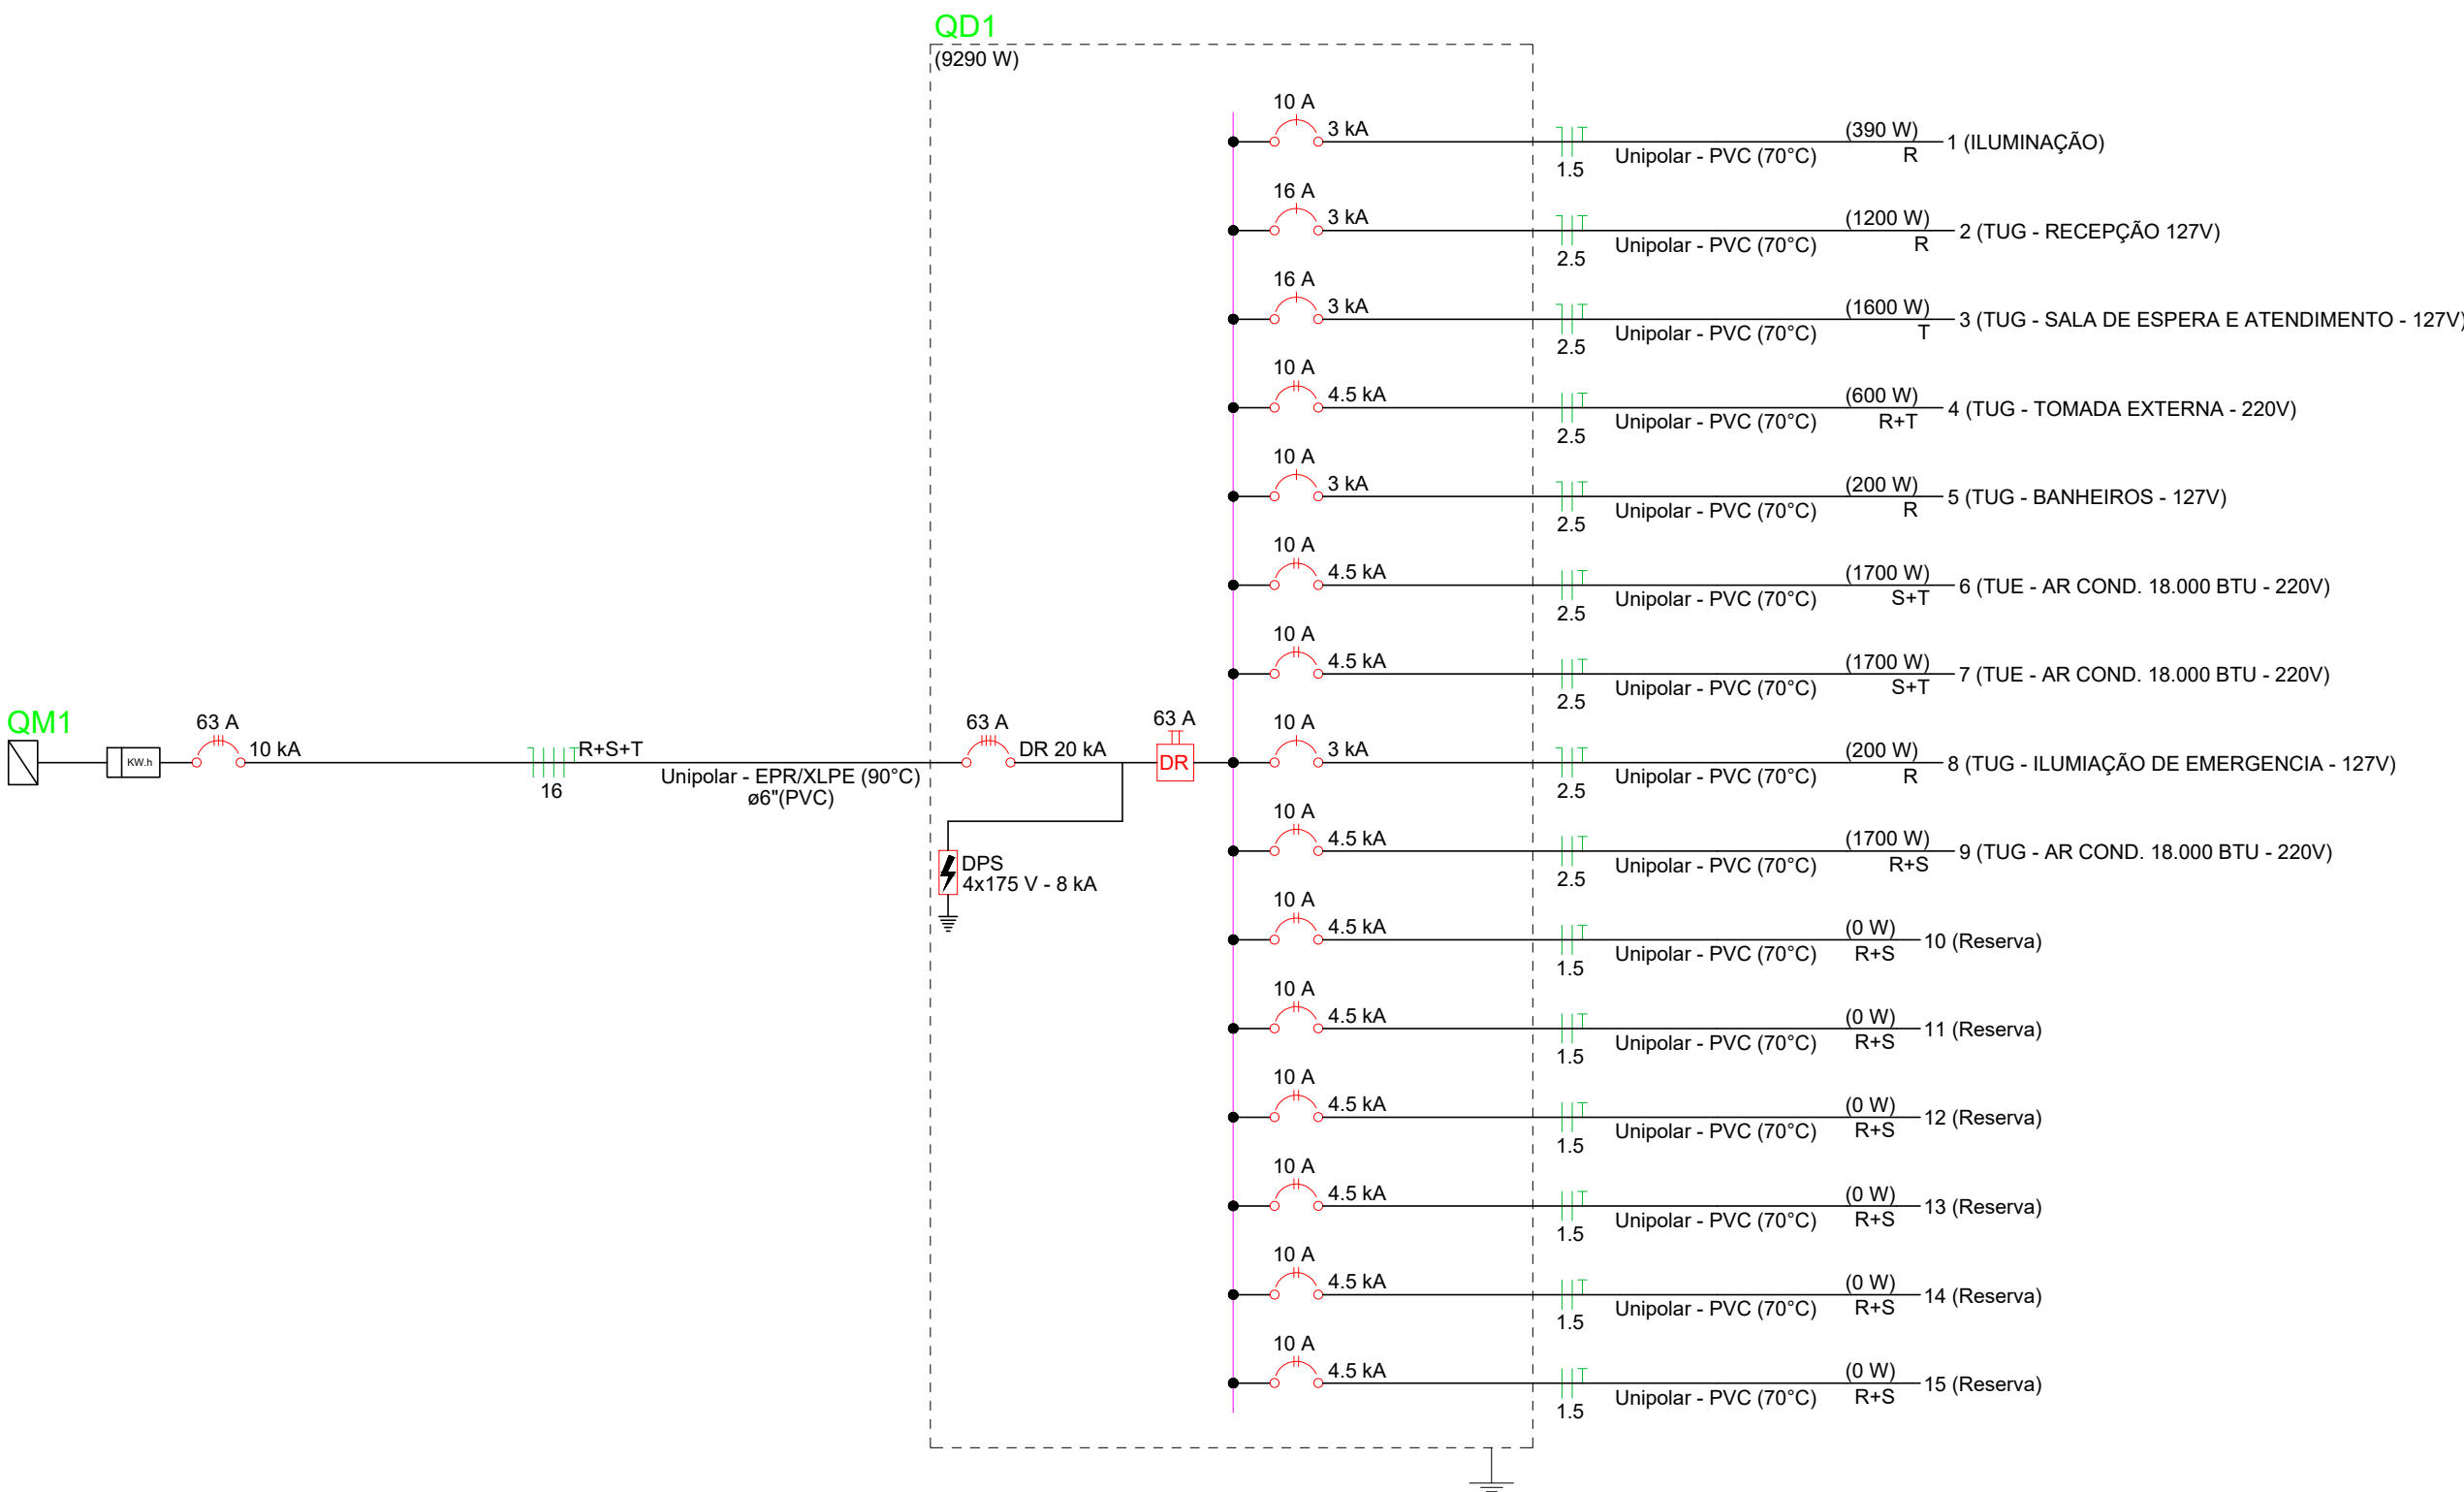 QD1
(9290 W)
10 A
3 kA
1.5
Unipolar - PVC (70°C)
(390 W)
R
1 (ILUMINAÇÃO)
16 A
3 kA
2.5
Unipolar - PVC (70°C)
(1200 W)
R
2 (TUG - RECEPÇÃO 127V)
16 A
3 kA
2.5
Unipolar - PVC (70°C)
(1600 W)
T
3 (TUG - SALA DE ESPERA E ATENDIMENTO - 127V)
10 A
4.5 kA
2.5
Unipolar - PVC (70°C)
(600 W)
R+T
4 (TUG - TOMADA EXTERNA - 220V)
10 A
3 kA
2.5
Unipolar - PVC (70°C)
(200 W)
R
5 (TUG - BANHEIROS - 127V)
10 A
4.5 kA
2.5
Unipolar - PVC (70°C)
(1700 W)
S+T
6 (TUE - AR COND. 18.000 BTU - 220V)
10 A
4.5 kA
2.5
Unipolar - PVC (70°C)
(1700 W)
S+T
7 (TUE - AR COND. 18.000 BTU - 220V)
QM1
KW.h
63 A
10 kA
T
R+S+T
16
Unipolar - EPR/XLPE (90°C)
ø6"(PVC)
63 A
DR 20 kA
63 A
DR
DPS
4x175 V - 8 kA
10 A
3 kA
2.5
Unipolar - PVC (70°C)
(200 W)
R
8 (TUG - ILUMIAÇÃO DE EMERGENCIA - 127V)
10 A
4.5 kA
2.5
Unipolar - PVC (70°C)
(1700 W)
R+S
9 (TUG - AR COND. 18.000 BTU - 220V)
10 A
4.5 kA
1.5
Unipolar - PVC (70°C)
(0 W)
R+S
10 (Reserva)
10 A
4.5 kA
1.5
Unipolar - PVC (70°C)
(0 W)
R+S
11 (Reserva)
10 A
4.5 kA
1.5
Unipolar - PVC (70°C)
(0 W)
R+S
12 (Reserva)
10 A
4.5 kA
1.5
Unipolar - PVC (70°C)
(0 W)
R+S
13 (Reserva)
10 A
4.5 kA
1.5
Unipolar - PVC (70°C)
(0 W)
R+S
14 (Reserva)
10 A
4.5 kA
1.5
Unipolar - PVC (70°C)
(0 W)
R+S
15 (Reserva)